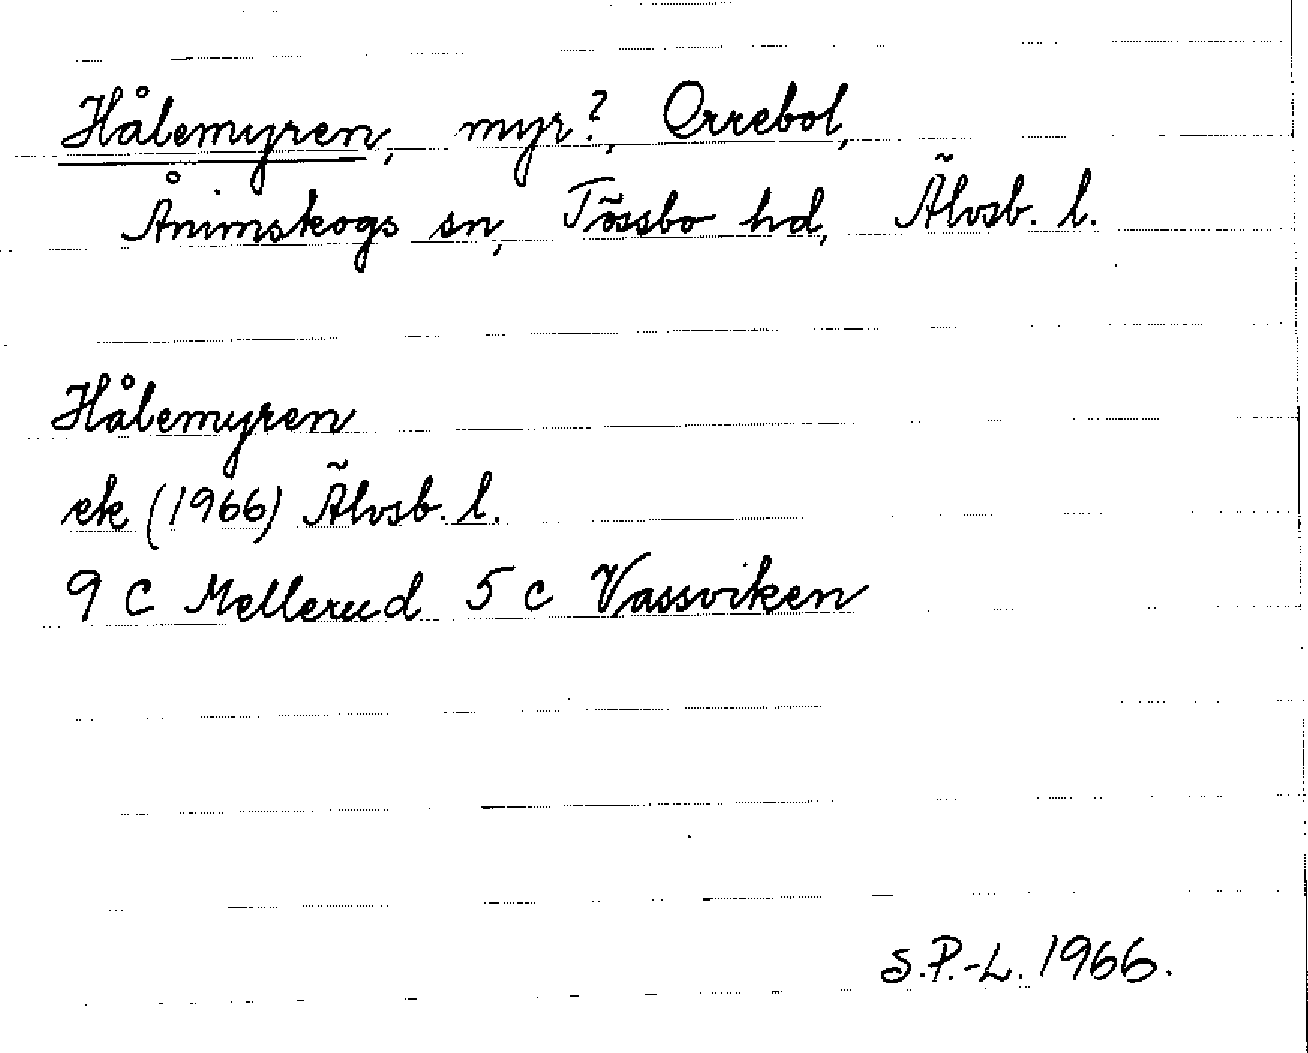 Hålemyren, myr?, Orrebol,
Ånimskogs sn, Tössbo hd, Älvsb. l.
Hålemyren
ek (1966) Älvsb. l.
9 C Mellerud 5 c Vassviken
S.P.-L. 1966.